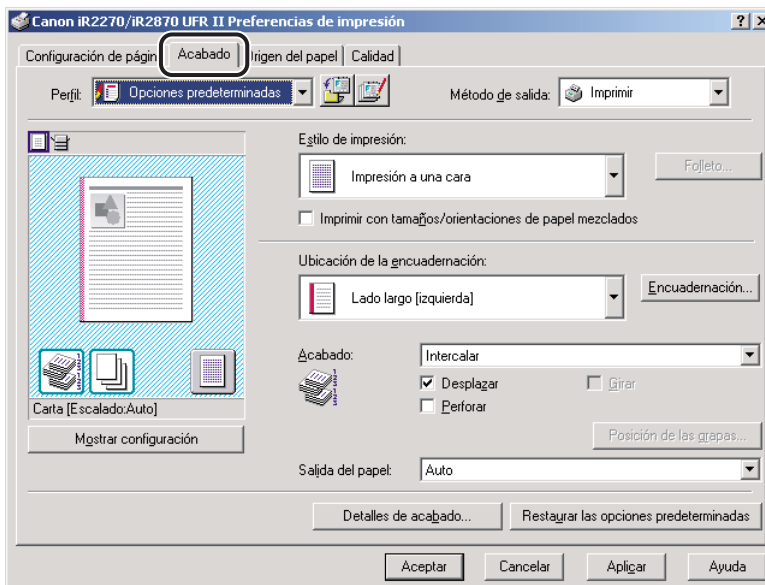 Canon iR2270/iR2870 UFR II Preferencias de impresión
Configuración de págin Acabado rigen del papel Calidad
Perfil: Opciones predeterminadas Método de salida: Imprimir
Estilo de impresión:
Impresión a una cara Folleto...
Imprimir con tamaños/orientaciones de papel mezclados
Ubicación de la encuadernación:
Lado largo [izquierda] Encuadernación...
Acabado: Intercalar
Desplazar Girar
Perforar
Carta [Escalado:Auto]
Mostrar configuración Posición de las grapas...
Salida del papel: Auto
Detalles de acabado... Restaurar las opciones predeterminadas
Aceptar Cancelar Aplicar Ayuda